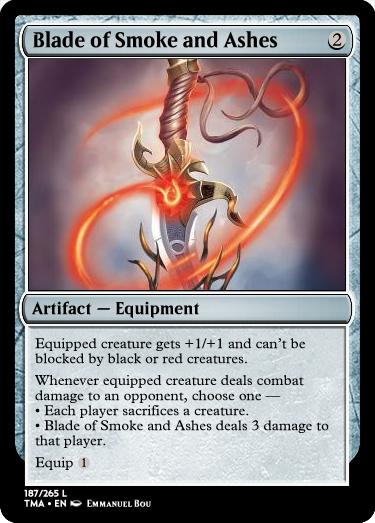 Blade of Smoke and Ashes 2
Artifact — Equipment
Equipped creature gets +1/+1 and can't be
blocked by black or red creatures.
Whenever equipped creature deals combat
damage to an opponent, choose one —
• Each player sacrifices a creature.
• Blade of Smoke and Ashes deals 3 damage to
that player.
Equip 1
187/265 L
TMA • EN Emmanuel Bou